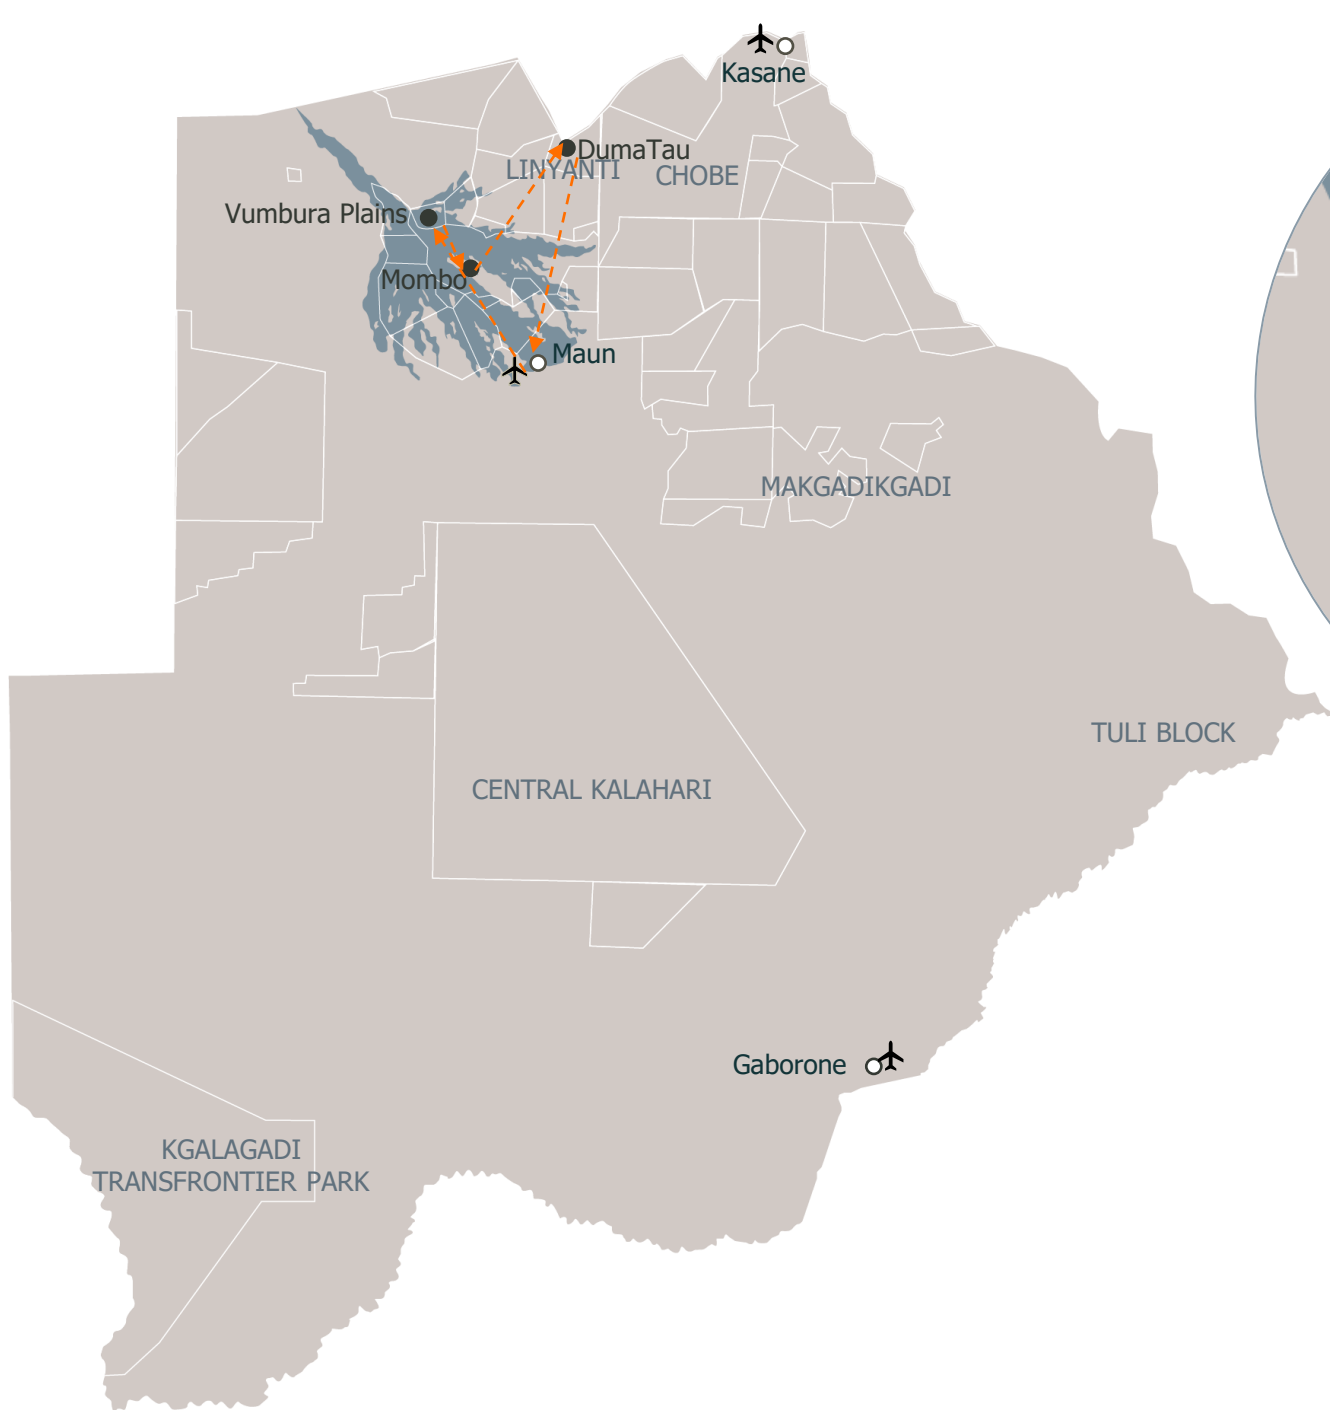 Kasane
DumaTau
LINYANTI
CHOBE
Vumbura Plains
Mombo
Maun
MAKGADIKGADI
TULI BLOCK
CENTRAL KALAHARI
Gaborone
KGALAGADI
TRANSFRONTIER PARK